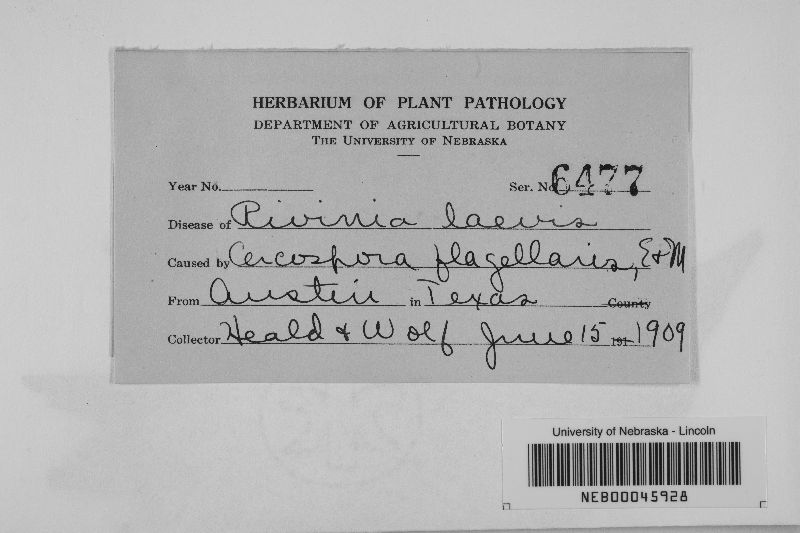 HERBARIUM OF PLANT PATHOLOGY
DEPARTMENT OF AGRICULTURAL BOTANY
THE UNIVERSITY OF NEBRASKA
Year No. Ser. No. 6477
Disease of Rivinia laevis
Caused by Cercospora flagellaris, E & M
From Austin in Texas County
Collector Heald & Wolf June 15 191 1909
University of Nebraska - Lincoln
NEB00045928